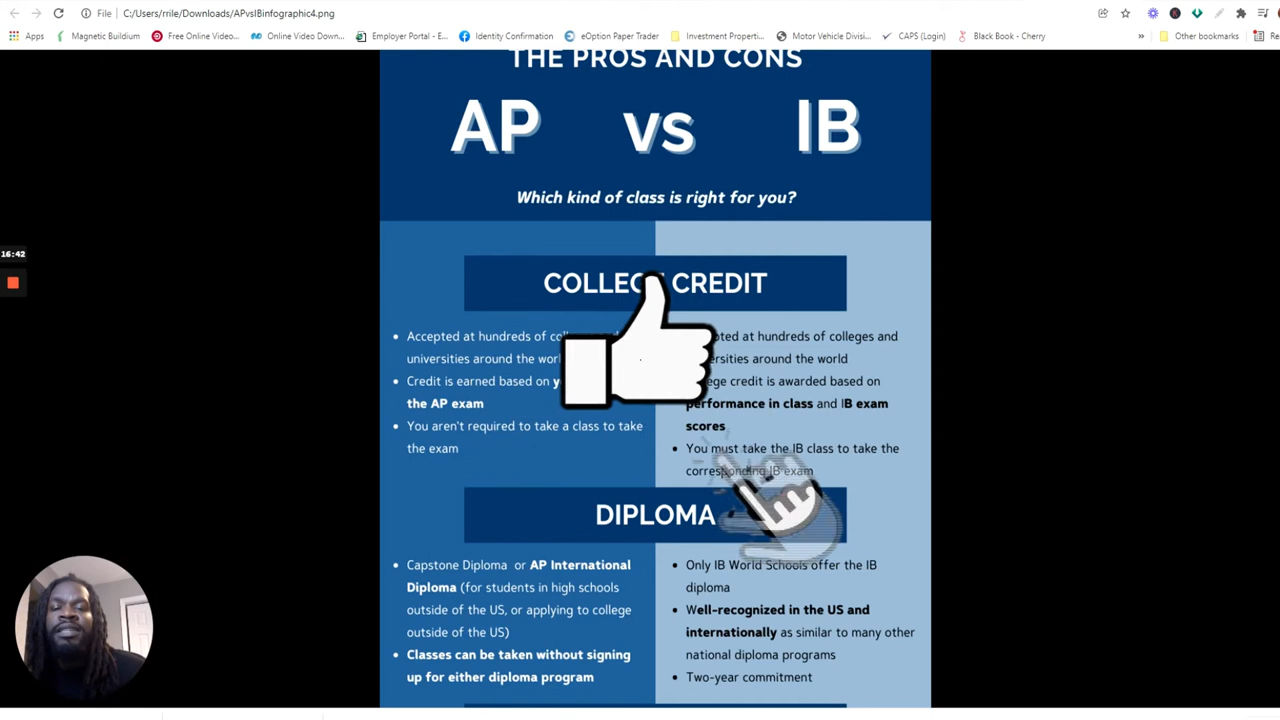 File C:/Users/rrile/Downloads/APvsIBinfographic4.png
Apps Magnetic Buildium Free Online Video... Online Video Down... Employer Portal - E... Identity Confirmation eOption Paper Trader Investment Properti... Motor Vehicle Divisi... CAPS (Login) Black Book - Cherry » Other bookmarks
THE PROS AND CONS
AP vs IB
Which kind of class is right for you?
16:42
CREDIT
• Accepted at hundreds of
universities around the
• Credit is earned based on
the AP exam
• You aren't required to take a class to take
the exam
at hundreds of colleges and
around the world
credit is awarded based on
performance in class and IB exam
scores
• You must take the IB class to take the
IB exam
DIPLOMA
• Capstone Diploma or AP International
Diploma (for students in high schools
outside of the US, or applying to college
outside of the US)
• Classes can be taken without signing
up for either diploma program
• Only IB World Schools offer the IB
diploma
• Well-recognized in the US and
internationally as similar to many other
national diploma programs
• Two-year commitment